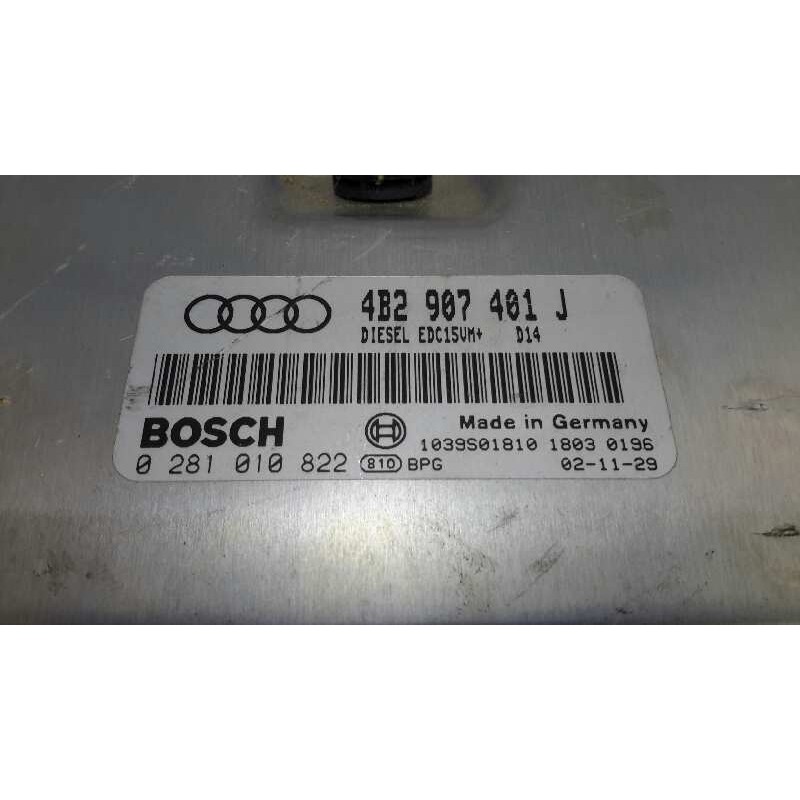 4B2 907 401 J
DIESEL EDC15VM+ D14
BOSCH
Made in Germany
1039S01810 1803 0196
0 281 010 822 810 BPG 02-11-29